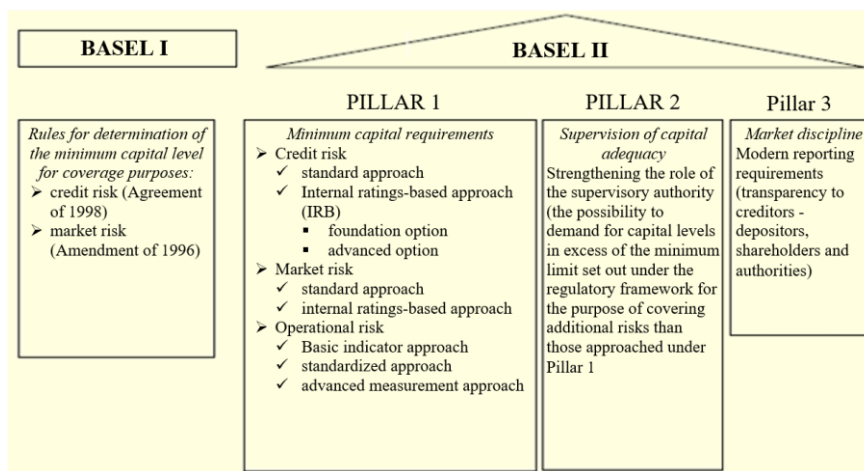 BASEL I
BASEL II
PILLAR 1
PILLAR 2
Pillar 3
Rules for determination of
the minimum capital level
for coverage purposes:
➢ credit risk (Agreement
of 1998)
➢ market risk
(Amendment of 1996)
Minimum capital requirements
➢ Credit risk
✓ standard approach
✓ Internal ratings-based approach
(IRB)
▪ foundation option
▪ advanced option
➢ Market risk
✓ standard approach
✓ internal ratings-based approach
➢ Operational risk
✓ Basic indicator approach
✓ standardized approach
✓ advanced measurement approach
Supervision of capital
adequacy
Strengthening the role of
the supervisory authority
(the possibility to
demand for capital levels
in excess of the minimum
limit set out under the
regulatory framework for
the purpose of covering
additional risks than
those approached under
Pillar 1
Market discipline
Modern reporting
requirements
(transparency to
creditors -
depositors,
shareholders and
authorities)